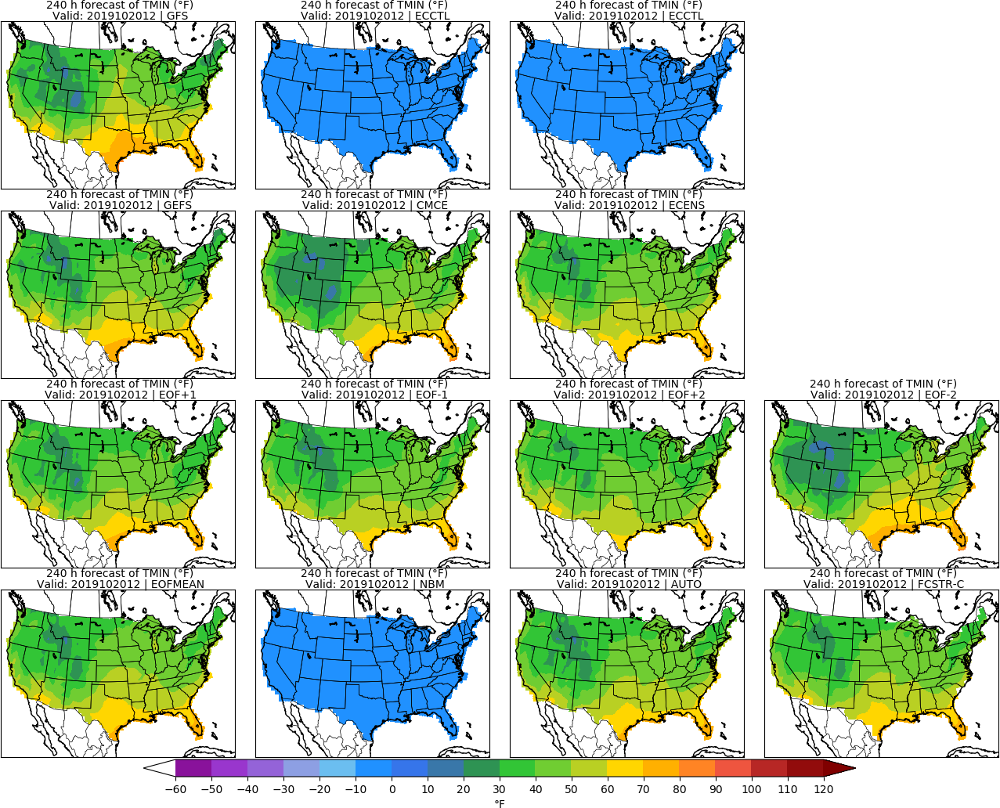 240 h forecast of TMIN (°F)
Valid: 2019102012 | GFS
240 h forecast of TMIN (°F)
Valid: 2019102012 | ECCTL
240 h forecast of TMIN (°F)
Valid: 2019102012 | ECCTL
240 h forecast of TMIN (°F)
Valid: 2019102012 | GEFS
240 h forecast of TMIN (°F)
Valid: 2019102012 | CMCE
240 h forecast of TMIN (°F)
Valid: 2019102012 | ECENS
240 h forecast of TMIN (°F)
Valid: 2019102012 | EOF+1
240 h forecast of TMIN (°F)
Valid: 2019102012 | EOF-1
240 h forecast of TMIN (°F)
Valid: 2019102012 | EOF+2
240 h forecast of TMIN (°F)
Valid: 2019102012 | EOF-2
240 h forecast of TMIN (°F)
Valid: 2019102012 | EOFMEAN
240 h forecast of TMIN (°F)
Valid: 2019102012 | NBM
240 h forecast of TMIN (°F)
Valid: 2019102012 | AUTO
240 h forecast of TMIN (°F)
Valid: 2019102012 | FCSTR-C
−60 −50 −40 −30 −20 −10 0 10 20 30 40 50 60 70 80 90 100 110 120
°F